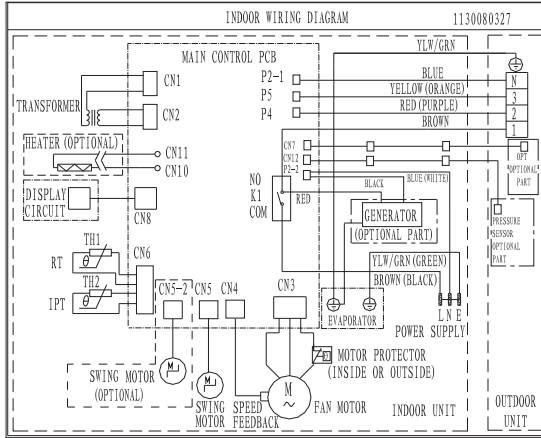 INDOOR WIRING DIAGRAM
1130080327
MAIN CONTROL PCB
YLW/GRN
CN1
P2-1
BLUE
N
P5
YELLOW(ORANGE)
3
TRANSFORMER
CN2
P4
RED(PURPLE)
2
BROWN
1
HEATER(OPTIONAL)
CN11
CN10
CN7
CN12
P2-2
OPT
"OPTIONAL"
PART
DISPLAY
CIRCUIT
CN8
NO
K1
COM
RED
BLACK
BLUE(WHITE)
GENERATOR
(OPTIONAL PART)
PRESSURE
SENSOR
OPTIONAL
PART
TH1
RT
CN6
TH2
IPT
YLW/GRN(GREEN)
BROWN(BLACK)
CN5-2
CN5
CN4
CN3
EVAPORATOR
L N E
POWER SUPPLY
M
SWING MOTOR
(OPTIONAL)
M
SWING
MOTOR
SPEED
FEEDBACK
M
~
FAN MOTOR
MOTOR PROTECTOR
(INSIDE OR OUTSIDE)
INDOOR UNIT
OUTDOOR
UNIT